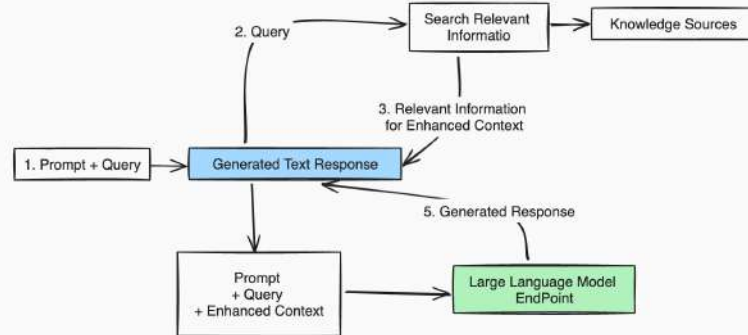 2. Query
Search Relevant
Informatio
Knowledge Sources
3. Relevant Information
for Enhanced Context
1. Prompt + Query
Generated Text Response
5. Generated Response
Prompt
+ Query
+ Enhanced Context
Large Language Model
EndPoint